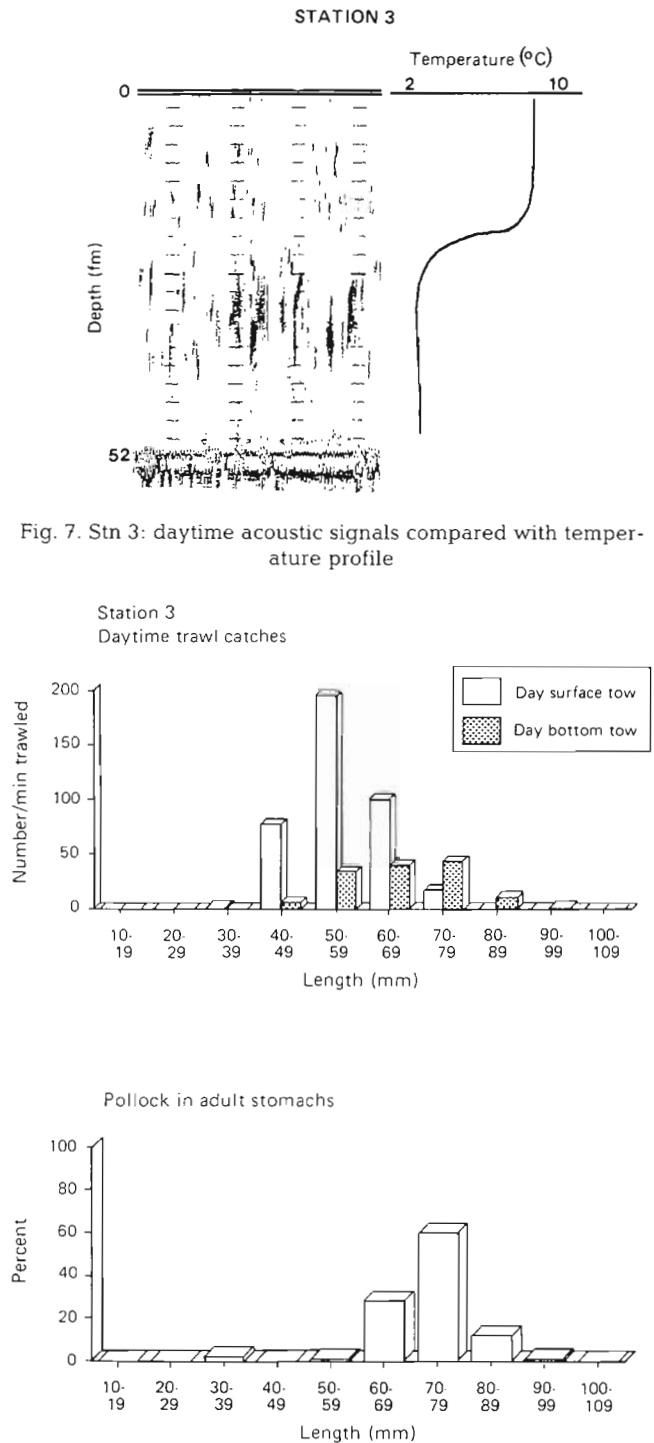 STATION 3
Temperature (ºC)
2 10
0
Depth (fm)
52
Fig. 7. Stn 3: daytime acoustic signals compared with temper-
ature profile
Station 3
Daytime trawl catches
Day surface tow
Day bottom tow
Number/min trawled
200
150
100
50
0
10- 20- 30- 40- 50- 60- 70- 80- 90- 100-
19 29 39 49 59 69 79 89 99 109
Length (mm)
Pollock in adult stomachs
Percent
100
80
60
40
20
0
10- 20- 30- 40- 50- 60- 70- 80- 90- 100-
19 29 39 49 59 69 79 89 99 109
Length (mm)